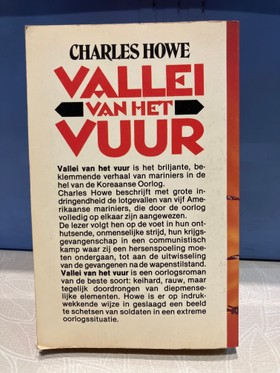 CHARLES HOWE
VALLEI
VAN HET
VUUR
Vallei van het vuur is het briljante, be-
klemmende verhaal van mariniers in de
hel van de Koreaanse Oorlog.
Charles Howe beschrijft met grote in-
dringendheid de lotgevallen van vijf Ame-
rikaanse mariniers, die door de oorlog
volledig op elkaar zijn aangewezen.
De lezer volgt hen op de voet in hun ont-
hutsende, onmenselijke strijd, hun krijgs-
gevangenschap in een communistisch
kamp waar zij een hersenspoeling moe-
ten ondergaan, tot aan de uitwisseling
van de gevangenen na de wapenstilstand.
Vallei van het vuur is een oorlogsroman
van de beste soort: keihard, rauw, maar
tegelijk doordrongen van diepmense-
lijke elementen. Howe is er op indruk-
wekkende wijze in geslaagd een beeld
te schetsen van soldaten in een extreme
oorlogssituatie.